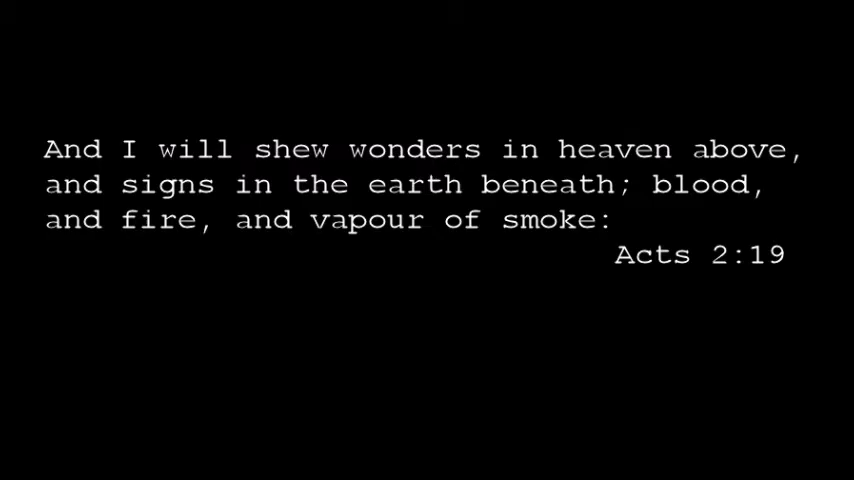 And I will shew wonders in heaven above,
and signs in the earth beneath; blood,
and fire, and vapour of smoke:
Acts 2:19